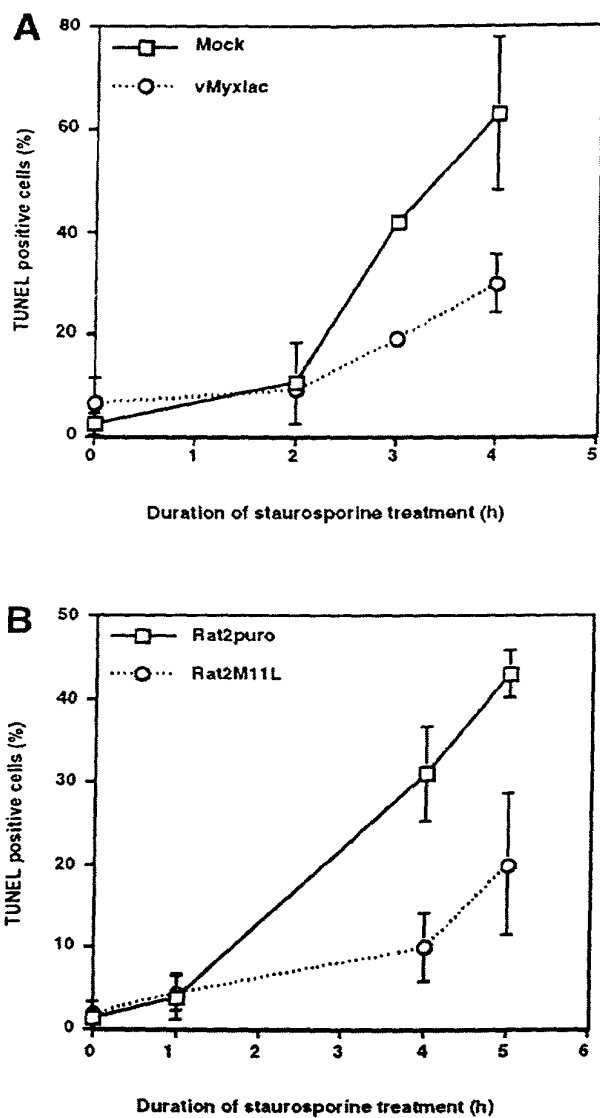 A
80
Mock
vMyxlac
60
40
20
0
TUNEL positive cells (%)
0 1 2 3 4 5
Duration of staurosporine treatment (h)
B
50
Rat2puro
Rat2M11L
40
30
20
10
0
TUNEL positive cells (%)
0 1 2 3 4 5 6
Duration of staurosporine treatment (h)